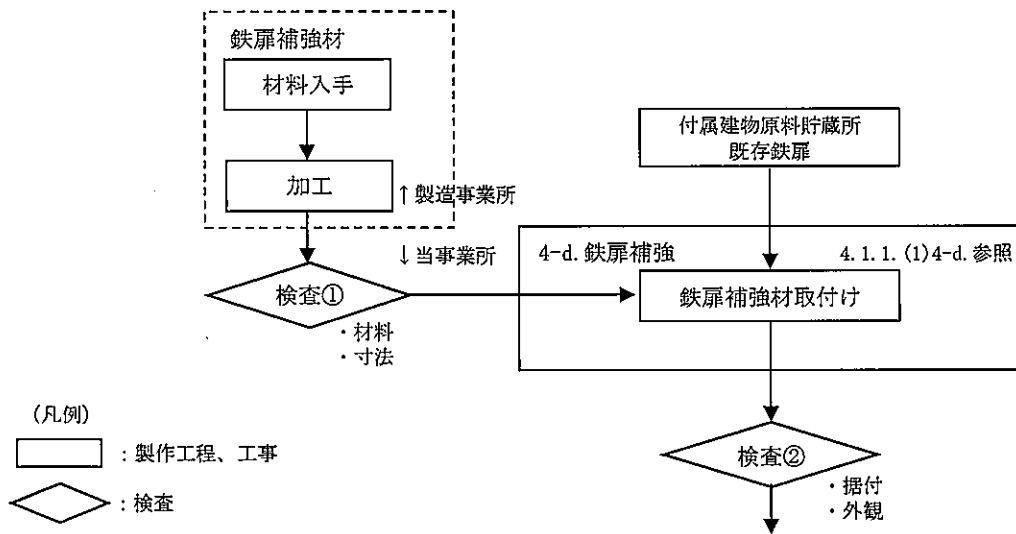 鉄扉補強材
材料入手
加工
↑製造事業所
↓当事業所
検査①
・材料
・寸法
付属建物原料貯蔵所
既存鉄扉
4-d. 鉄扉補強
4.1.1.(1)4-d.参照
鉄扉補強材取付け
検査②
・据付
・外観
(凡例)
：製作工程、工事
：検査